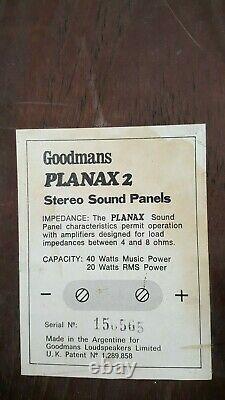 Goodmans
PLANAX 2
Stereo Sound Panels
IMPEDANCE: The PLANAX Sound
Panel characteristics permit operation
with amplifiers designed for load
impedances between 4 and 8 ohms.
CAPACITY: 40 Watts Music Power
20 Watts RMS Power
- +
Serial Nº: 156565
Made in the Argentine for
Goodmans Loudspeakers Limited
U.K. Patent Nº 1,289,858